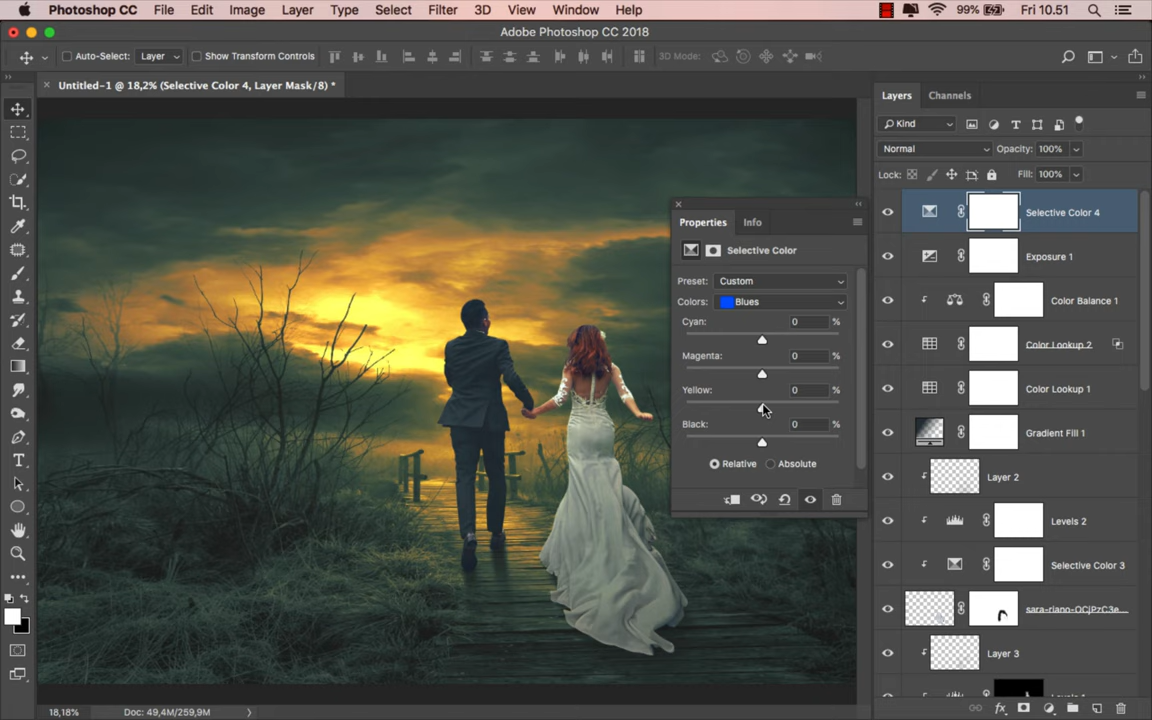 Photoshop CC File Edit Image Layer Type Select Filter 3D View Window Help 99% Fri 10.51
Adobe Photoshop CC 2018
Auto-Select: Layer Show Transform Controls 3D Mode:
Untitled-1 @ 18,2% (Selective Color 4, Layer Mask/8) *
Layers Channels
Kind
Normal Opacity: 100%
Lock: Fill: 100%
Selective Color 4
Exposure 1
Color Balance 1
Color Lookup 2
Color Lookup 1
Gradient Fill 1
Layer 2
Levels 2
Selective Color 3
sara-riano-OCjPzC3e...
Layer 3
Properties Info
Selective Color
Preset: Custom
Colors: Blues
Cyan: 0 %
Magenta: 0 %
Yellow: 0 %
Black: 0 %
Relative Absolute
18,18% Doc: 49,4M/259,9M